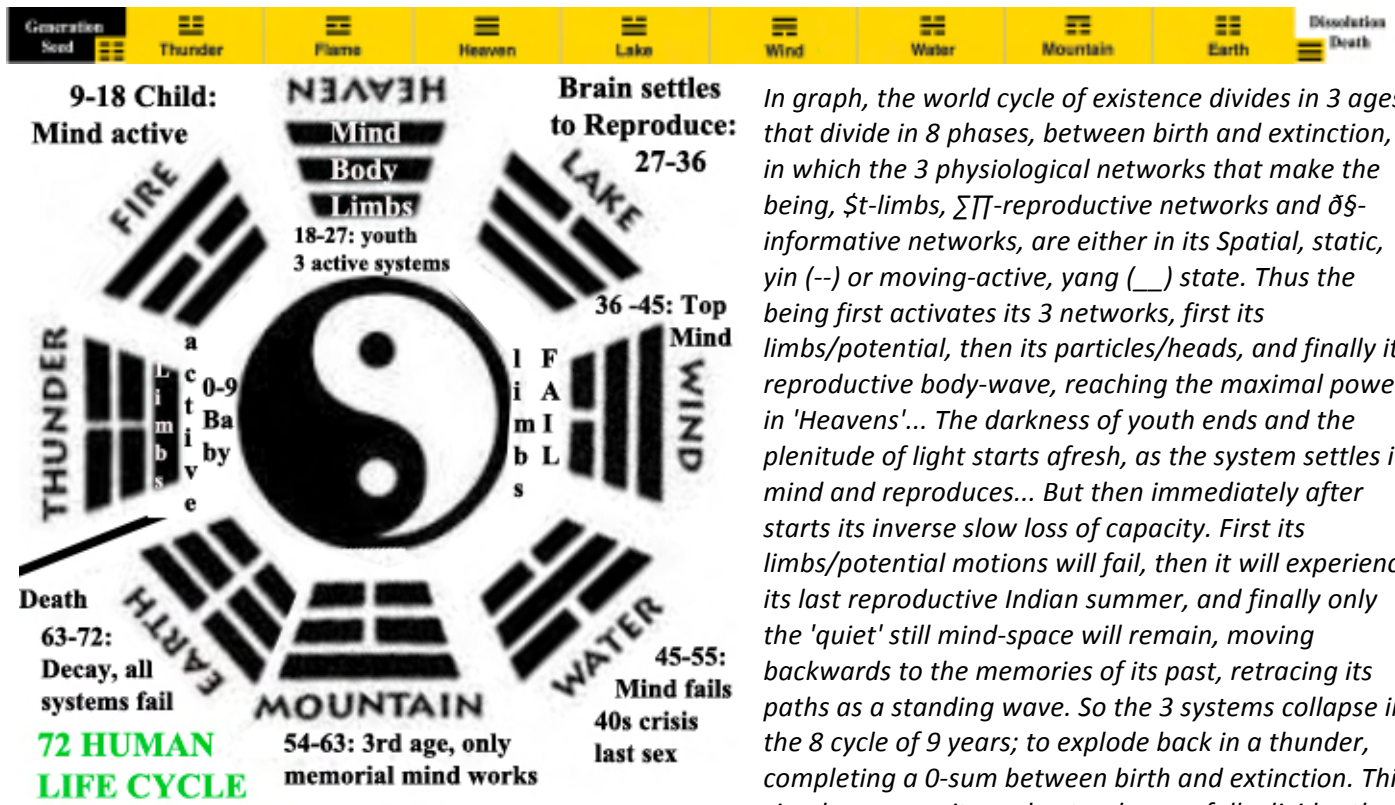 Generation
Seed
Thunder
Flame
Heaven
Lake
Wind
Water
Mountain
Earth
Dissolution
Death
9-18 Child:
Mind active
HEAVEN
Mind
Body
Limbs
18-27: youth
3 active systems
Brain settles
to Reproduce:
27-36
FIRE
LAKE
36 -45: Top
Mind
THUNDER
Limbs
active
0-9
Ba
by
limbs
FAIL
WIND
Death
63-72:
Decay, all
systems fail
EARTH
MOUNTAIN
WATER
45-55:
Mind fails
40s crisis
last sex
54-63: 3rd age, only
memorial mind works
72 HUMAN
LIFE CYCLE
In graph, the world cycle of existence divides in 3 ages
that divide in 8 phases, between birth and extinction,
in which the 3 physiological networks that make the
being, $t-limbs, ∑∏-reproductive networks and ð§-
informative networks, are either in its Spatial, static,
yin (--) or moving-active, yang (__) state. Thus the
being first activates its 3 networks, first its
limbs/potential, then its particles/heads, and finally it
reproductive body-wave, reaching the maximal powe
in 'Heavens'... The darkness of youth ends and the
plenitude of light starts afresh, as the system settles i
mind and reproduces... But then immediately after
starts its inverse slow loss of capacity. First its
limbs/potential motions will fail, then it will experienc
its last reproductive Indian summer, and finally only
the 'quiet' still mind-space will remain, moving
backwards to the memories of its past, retracing its
paths as a standing wave. So the 3 systems collapse i
the 8 cycle of 9 years; to explode back in a thunder,
completing a 0-sum between birth and extinction. Thi